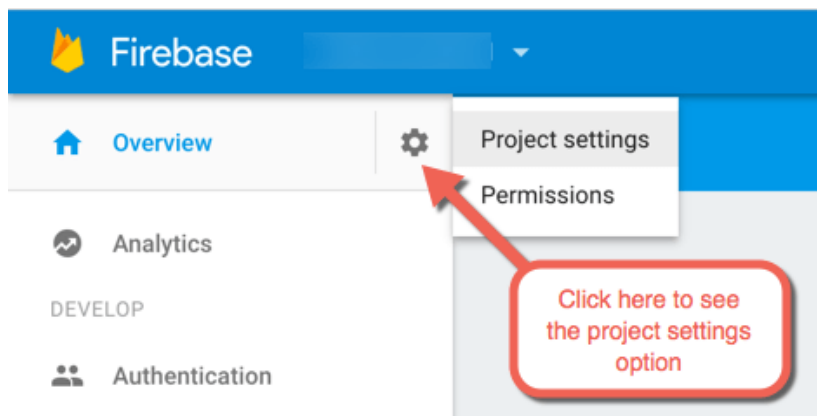 Firebase
Overview
Project settings
Permissions
Analytics
DEVELOP
Click here to see
the project settings
option
Authentication